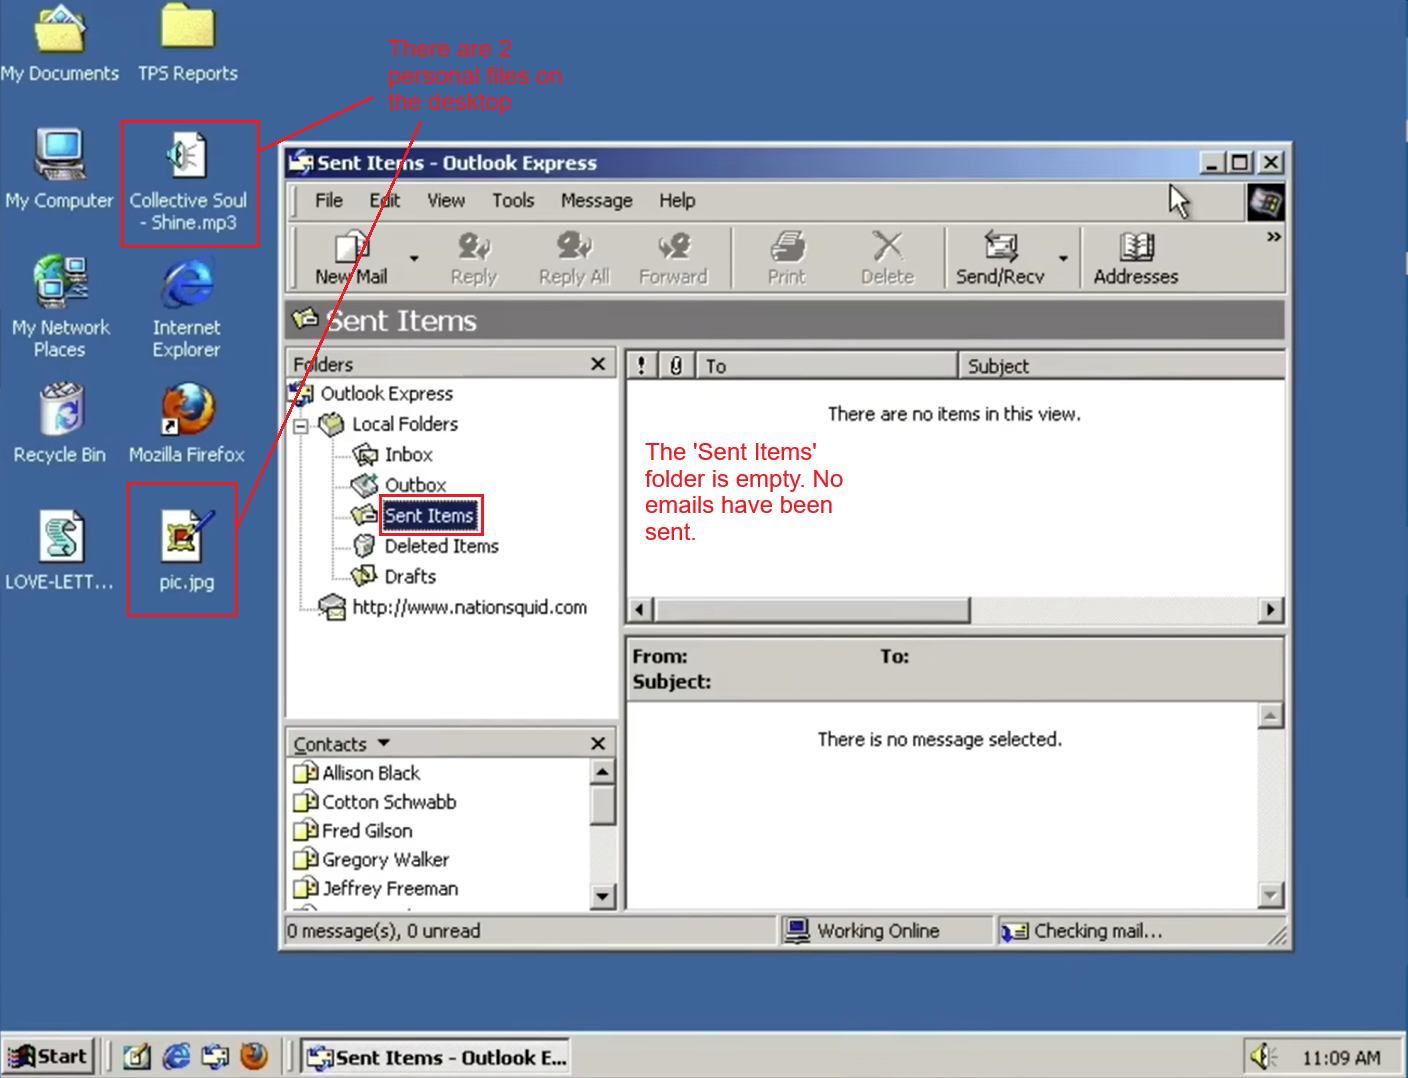 My Documents
TPS Reports
There are 2
personal files on
the desktop
My Computer
Collective Soul
- Shine.mp3
My Network
Places
Internet
Explorer
Recycle Bin
Mozilla Firefox
LOVE-LETT...
pic.jpg
Sent Items - Outlook Express
File Edit View Tools Message Help
New Mail Reply Reply All Forward Print Delete Send/Recv Addresses
Sent Items
Folders
Outlook Express
Local Folders
Inbox
Outbox
Sent Items
Deleted Items
Drafts
http://www.nationsquid.com
! To Subject
There are no items in this view.
The 'Sent Items'
folder is empty. No
emails have been
sent.
From: To:
Subject:
There is no message selected.
Contacts
Allison Black
Cotton Schwabb
Fred Gilson
Gregory Walker
Jeffrey Freeman
0 message(s), 0 unread
Working Online
Checking mail...
Start
Sent Items - Outlook E...
11:09 AM